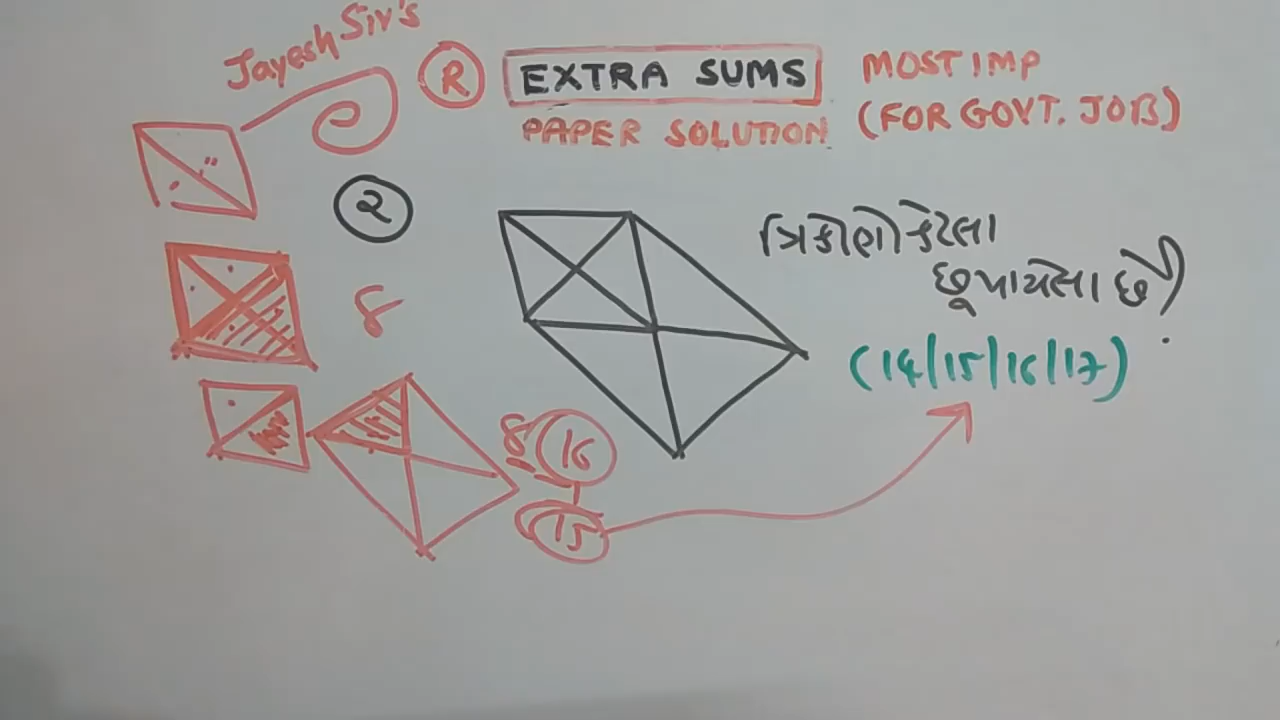 Jayesh Sir's
R
EXTRA SUMS
PAPER SOLUTION
MOST IMP
(FOR GOVT. JOB)
૨
ત્રિકોણો કેટલા
છૂપાયેલા છે?
(14/15/16/17)
8
8
16
15